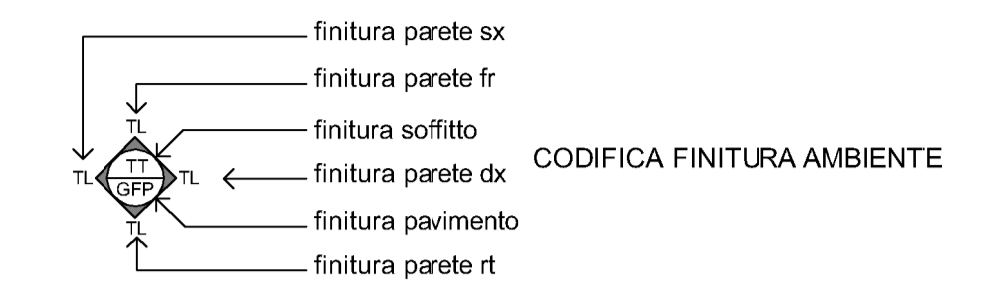 finitura parete sx
finitura parete fr
TL
finitura soffitto
CODIFICA FINITURA AMBIENTE
TT
TL
TL
finitura parete dx
GFP
finitura pavimento
TL
finitura parete rt